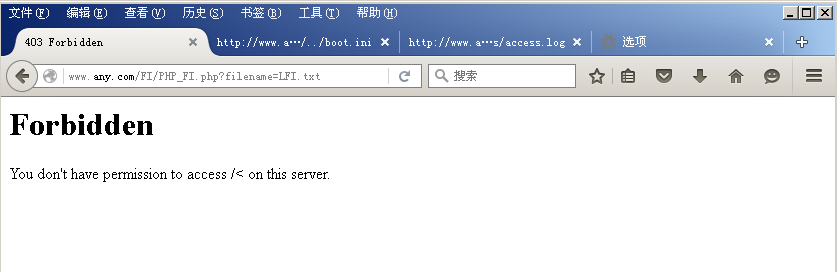 文件(F) 编辑(E) 查看(V) 历史(S) 书签(B) 工具(T) 帮助(H)
403 Forbidden http://www.a…/../boot.ini http://www.a…s/access.log 选项
www.any.com/FI/PHP_FI.php?filename=LFI.txt 搜索
Forbidden
You don't have permission to access /< on this server.